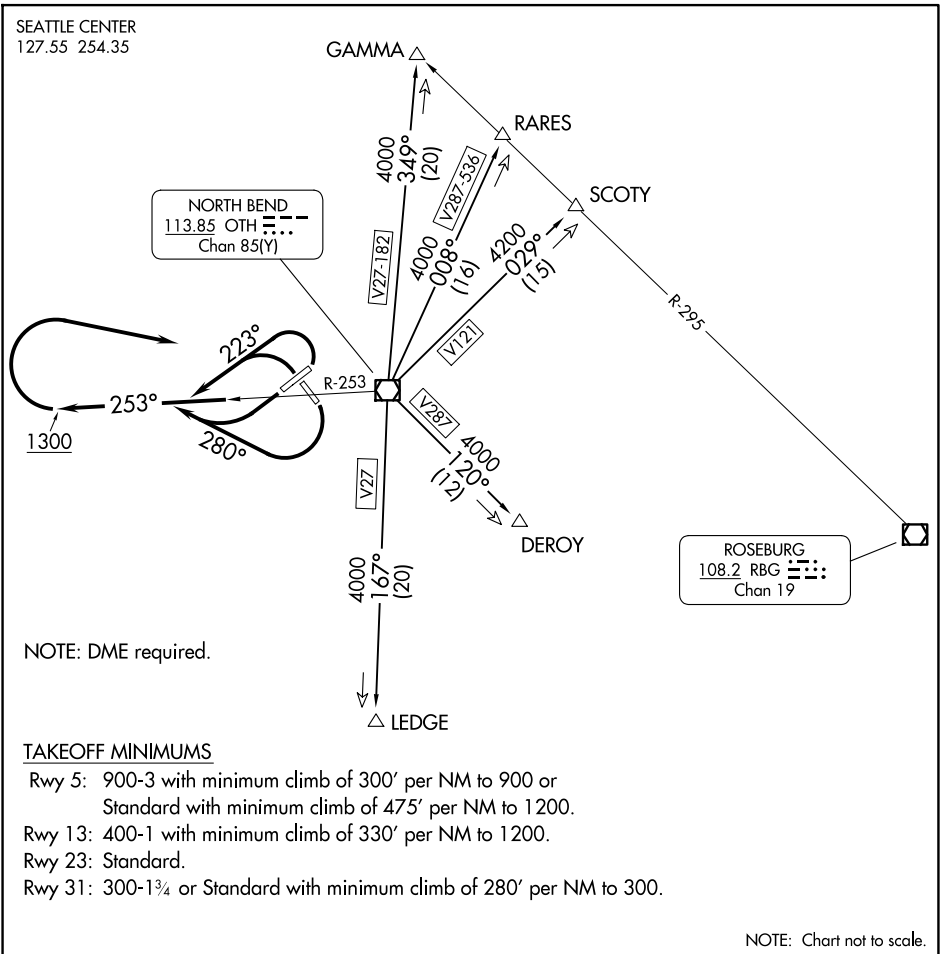 SEATTLE CENTER
127.55 254.35
GAMMA
RARES
SCOTY
4000
349°
(20)
V27-182
V287-536
4000
008°
(16)
4200
029°
(15)
V121
R-295
NORTH BEND
113.85 OTH
Chan 85(Y)
223°
R-253
253°
1300
280°
V287
4000
120°
(12)
DEROY
V27
4000
167°
(20)
LEDGE
ROSEBURG
108.2 RBG
Chan 19
NOTE: DME required.
TAKEOFF MINIMUMS
Rwy 5: 900-3 with minimum climb of 300' per NM to 900 or
Standard with minimum climb of 475' per NM to 1200.
Rwy 13: 400-1 with minimum climb of 330' per NM to 1200.
Rwy 23: Standard.
Rwy 31: 300-1¾ or Standard with minimum climb of 280' per NM to 300.
NOTE: Chart not to scale.